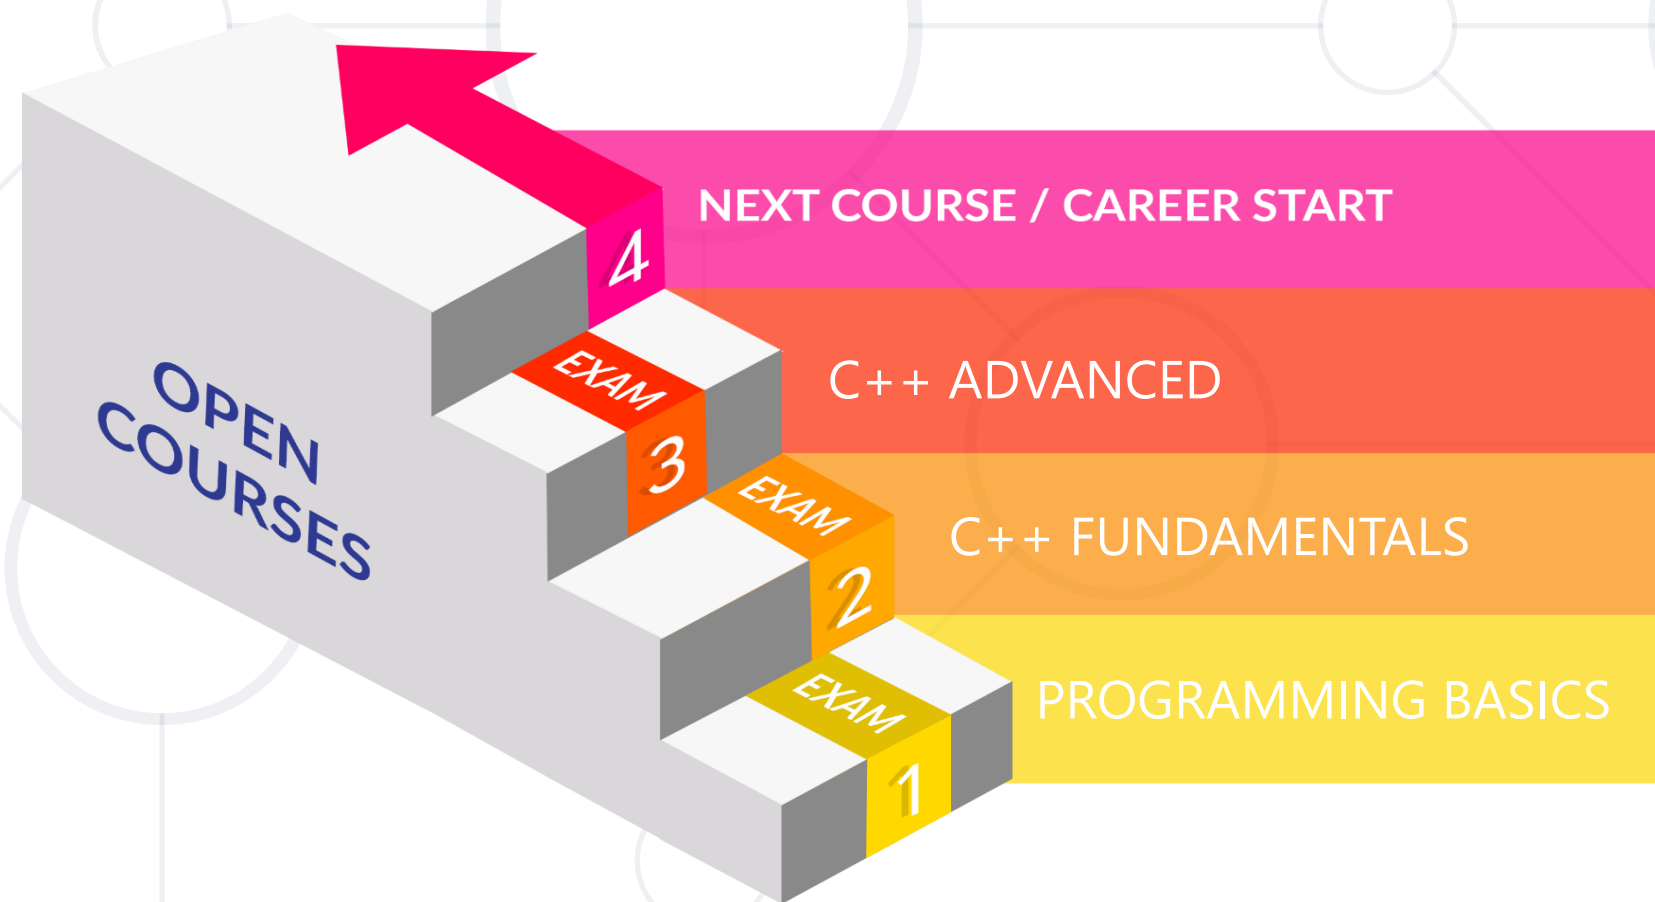 NEXT COURSE / CAREER START
4
EXAM
C++ ADVANCED
3
OPEN
COURSES
EXAM
C++ FUNDAMENTALS
2
EXAM
PROGRAMMING BASICS
1